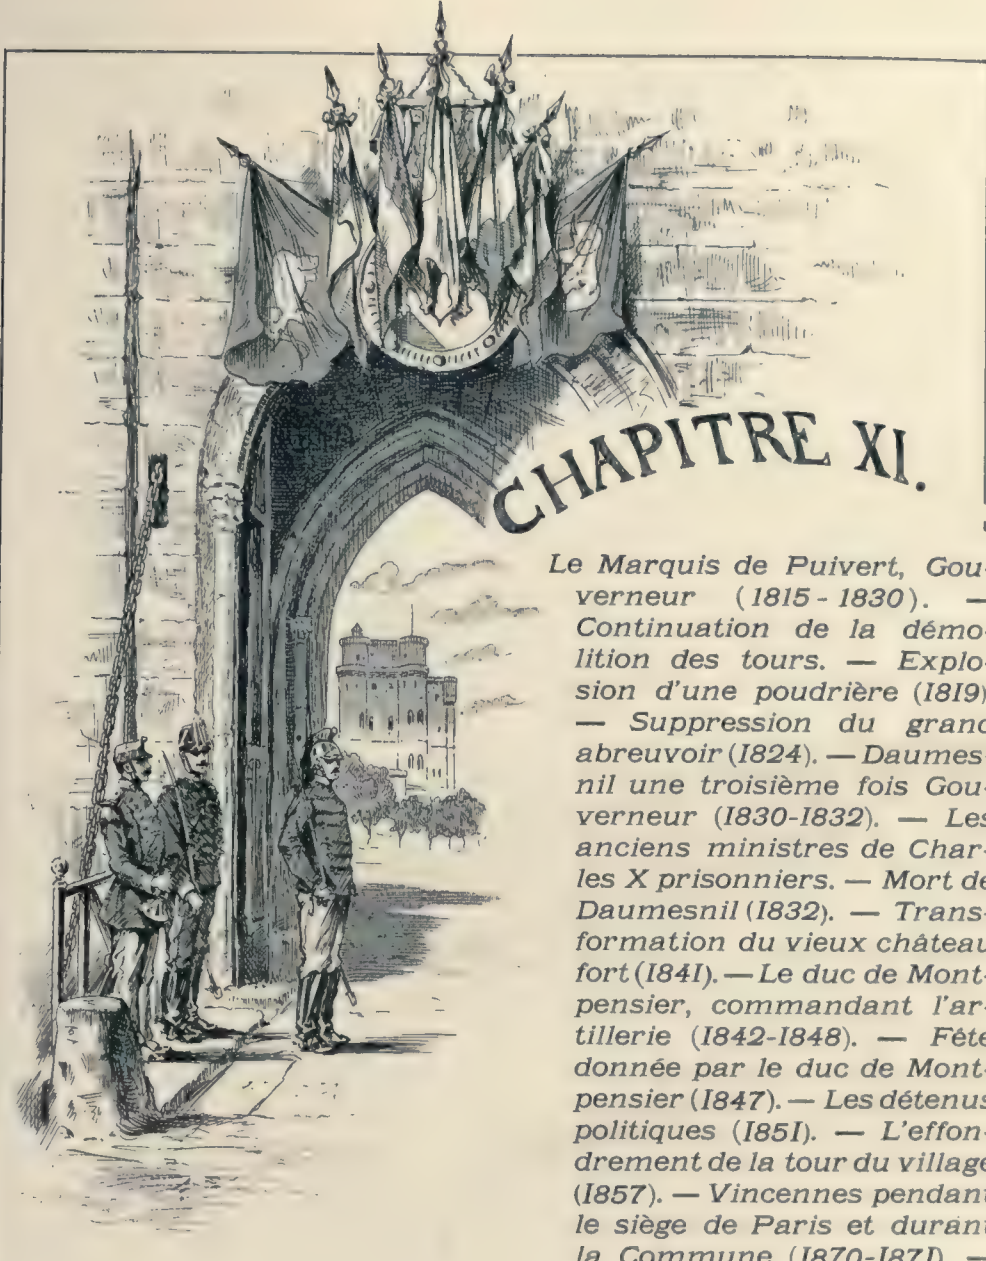 CHAPITRE XI.
Le Marquis de Puivert, Gou-
verneur (1815-1830). —
Continuation de la démo-
lition des tours. — Explo-
sion d'une poudrière (1819)
— Suppression du grand
abreuvoir (1824). — Daumes-
nil une troisième fois Gou-
verneur (1830-1832). — Les
anciens ministres de Char-
les X prisonniers. — Mort de
Daumesnil (1832). — Trans-
formation du vieux château
fort (1841). — Le duc de Mont-
pensier, commandant l'ar-
tillerie (1842-1848). — Fête
donnée par le duc de Mont-
pensier (1847). — Les détenus
politiques (1851). — L'effon-
drement de la tour du village
(1857). — Vincennes pendant
le siège de Paris et durant
la Commune (1870-1871). —